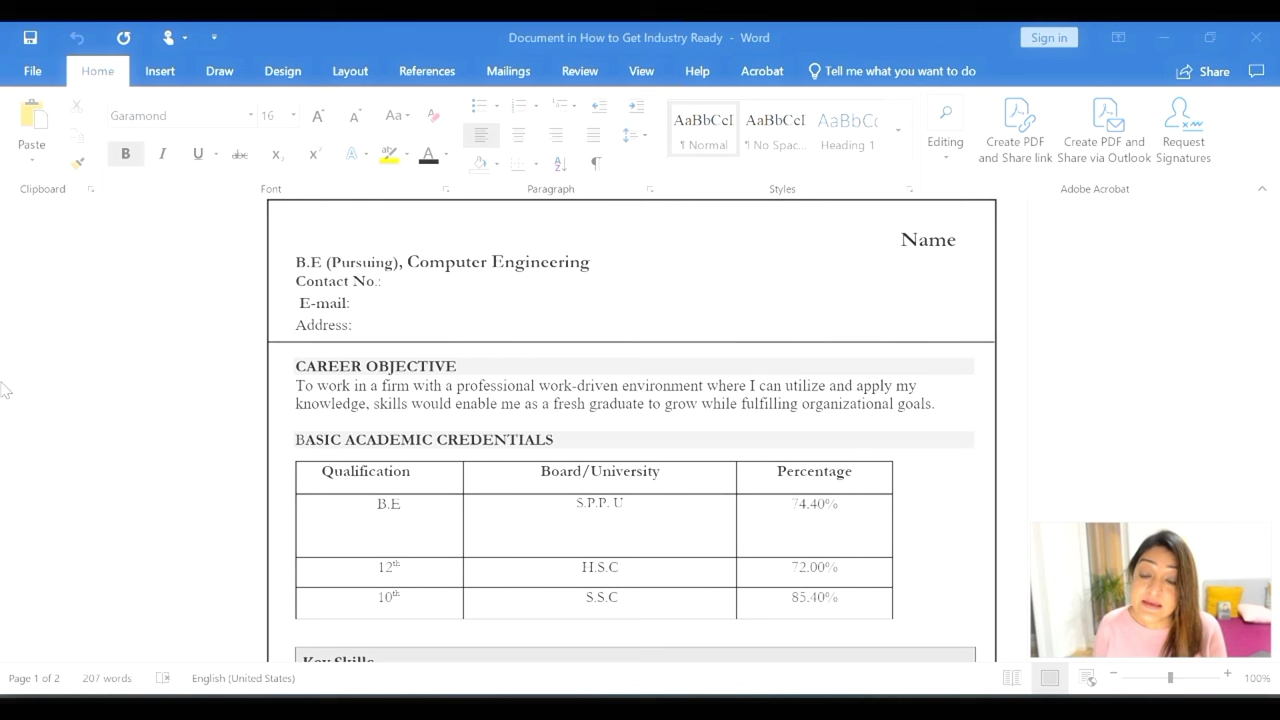 Document in How to Get Industry Ready - Word
Sign in
File Home Insert Draw Design Layout References Mailings Review View Help Acrobat Tell me what you want to do Share
Paste
Garamond 16 Aa
B I U abc X X A A
AaBbCcI AaBbCcI AaBbCc
¶ Normal ¶ No Spac... Heading 1
Editing
Create PDF and Share link
Create PDF and Share via Outlook
Request Signatures
Clipboard Font Paragraph Styles Adobe Acrobat
Name
B.E (Pursuing), Computer Engineering
Contact No.:
E-mail:
Address:
CAREER OBJECTIVE
To work in a firm with a professional work-driven environment where I can utilize and apply my
knowledge, skills would enable me as a fresh graduate to grow while fulfilling organizational goals.
BASIC ACADEMIC CREDENTIALS
Qualification Board/University Percentage
B.E S.P.P. U 74.40%
12th H.S.C 72.00%
10th S.S.C 85.40%
Key Skills
Page 1 of 2 207 words English (United States) 100%